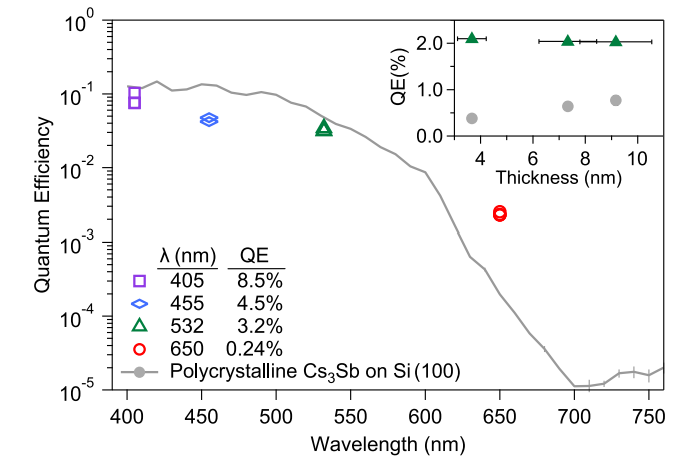 10⁰
10⁻¹
10⁻²
10⁻³
10⁻⁴
10⁻⁵
Quantum Efficiency
400 450 500 550 600 650 700 750
Wavelength (nm)
2.0
1.0
0.0
QE(%)
4 6 8 10
Thickness (nm)
λ (nm) QE
405 8.5%
455 4.5%
532 3.2%
650 0.24%
Polycrystalline Cs₃Sb on Si (100)